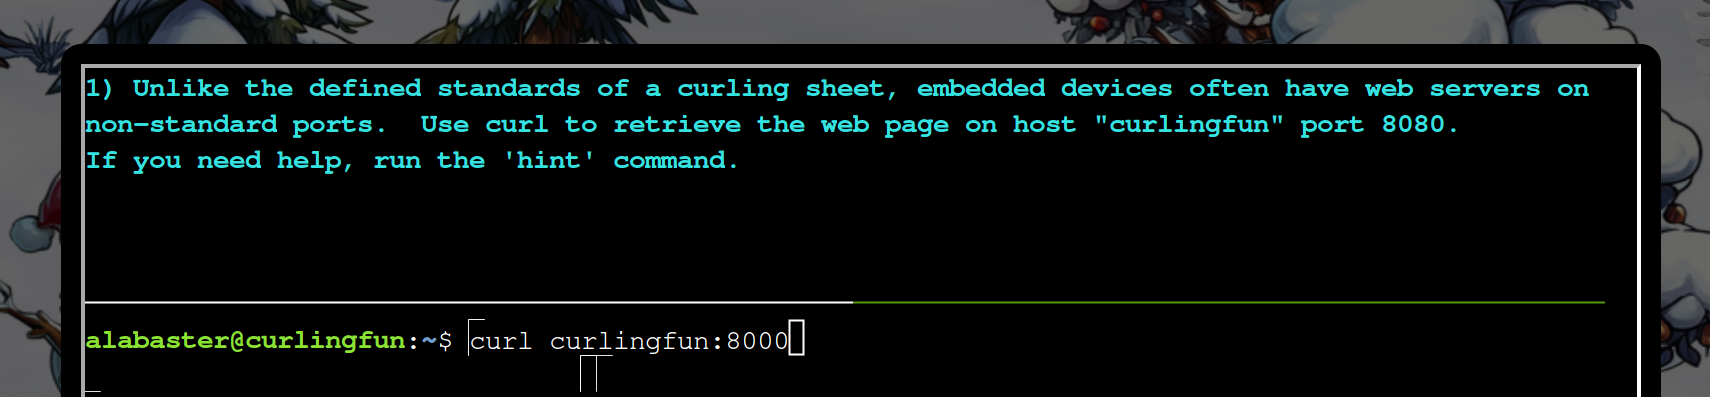 1) Unlike the defined standards of a curling sheet, embedded devices often have web servers on
non-standard ports.  Use curl to retrieve the web page on host "curlingfun" port 8080.
If you need help, run the 'hint' command.
alabaster@curlingfun:~$ curl curlingfun:8000